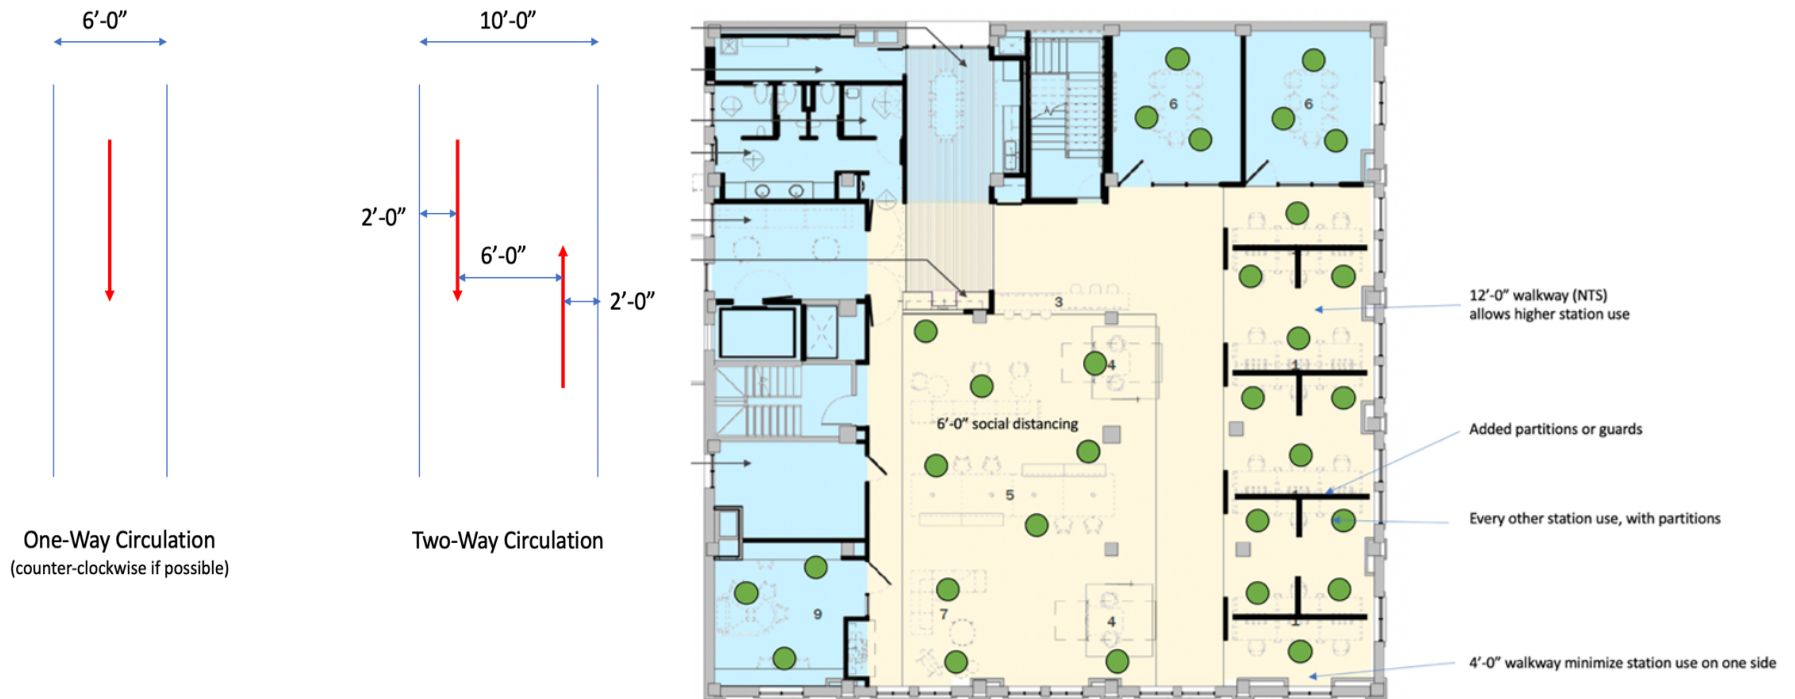 6’-0”
10’-0”
2’-0”
6’-0”
2’-0”
One-Way Circulation
(counter-clockwise if possible)
Two-Way Circulation
6
6
3
4
1
6’-0” social distancing
5
9
7
4
1
12’-0” walkway (NTS)
allows higher station use
Added partitions or guards
Every other station use, with partitions
4’-0” walkway minimize station use on one side